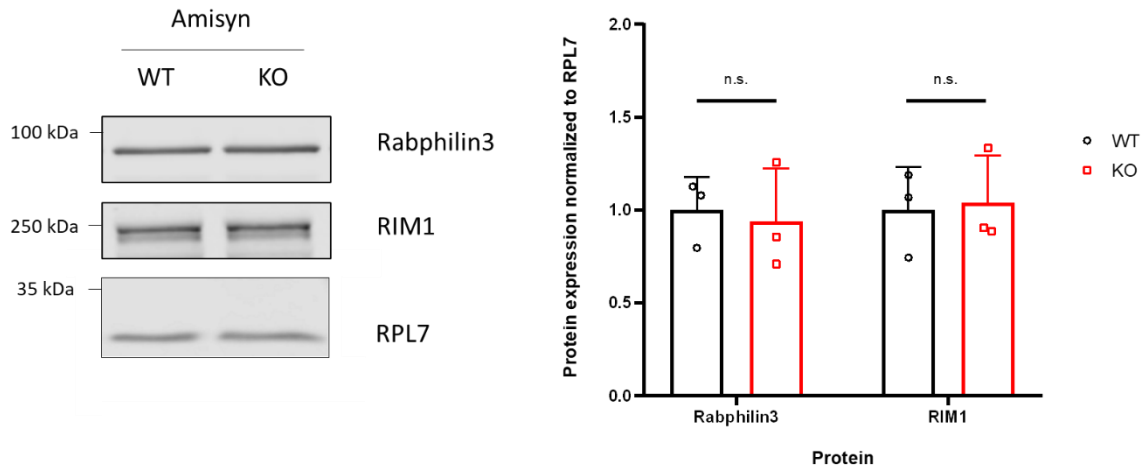 Amisyn
WT KO
100 kDa
Rabphilin3
250 kDa
RIM1
35 kDa
RPL7
Protein expression normalized to RPL7
2.0
1.5
1.0
0.5
0.0
n.s. n.s.
WT
KO
Rabphilin3 RIM1
Protein